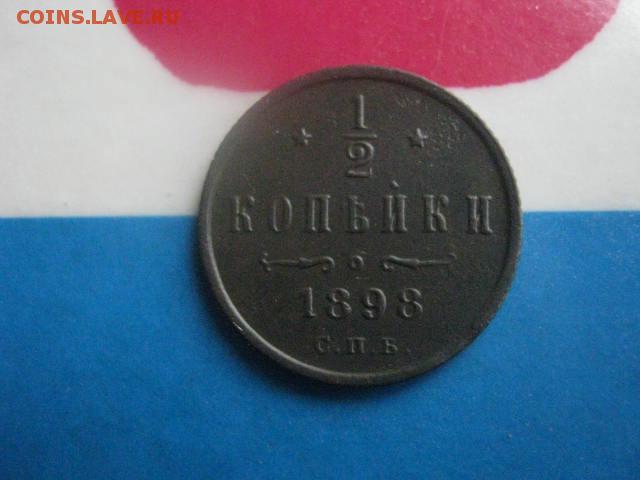 COINS.LAVE.RU
* 1/2 *
КОПѢЙКИ
1898
С.П.Б.